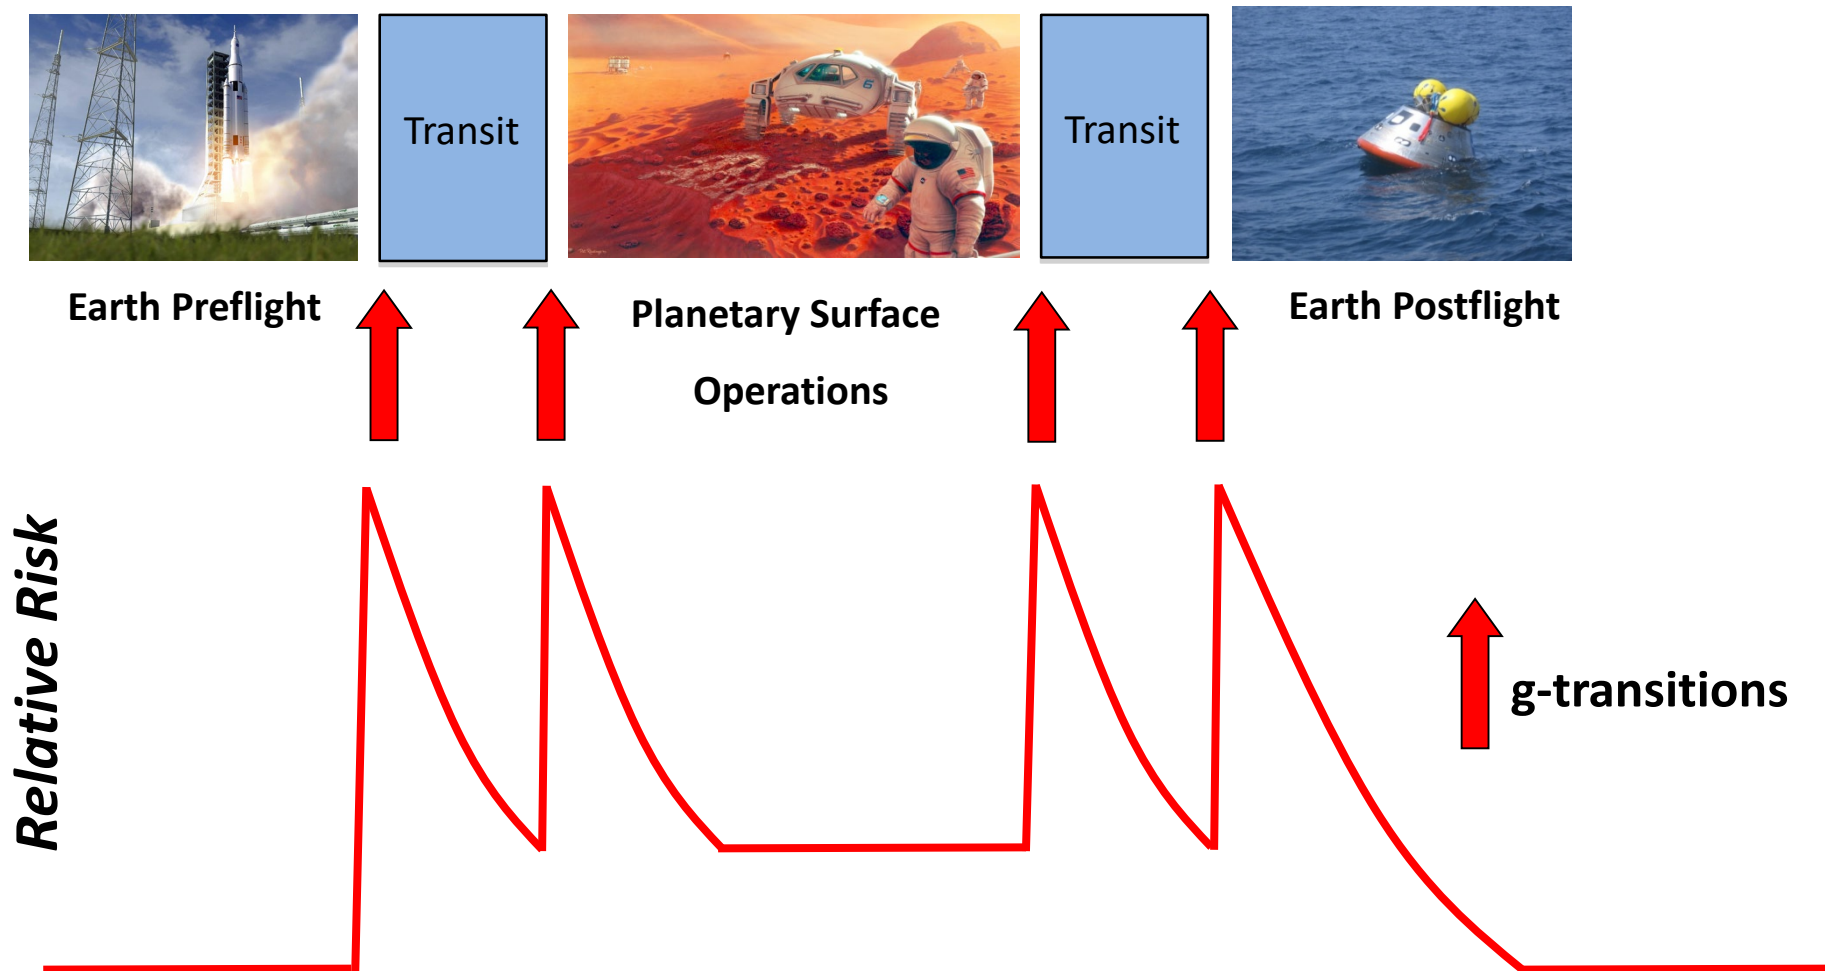 Transit
Transit
Earth Preflight
Planetary Surface
Operations
Earth Postflight
Relative Risk
g-transitions